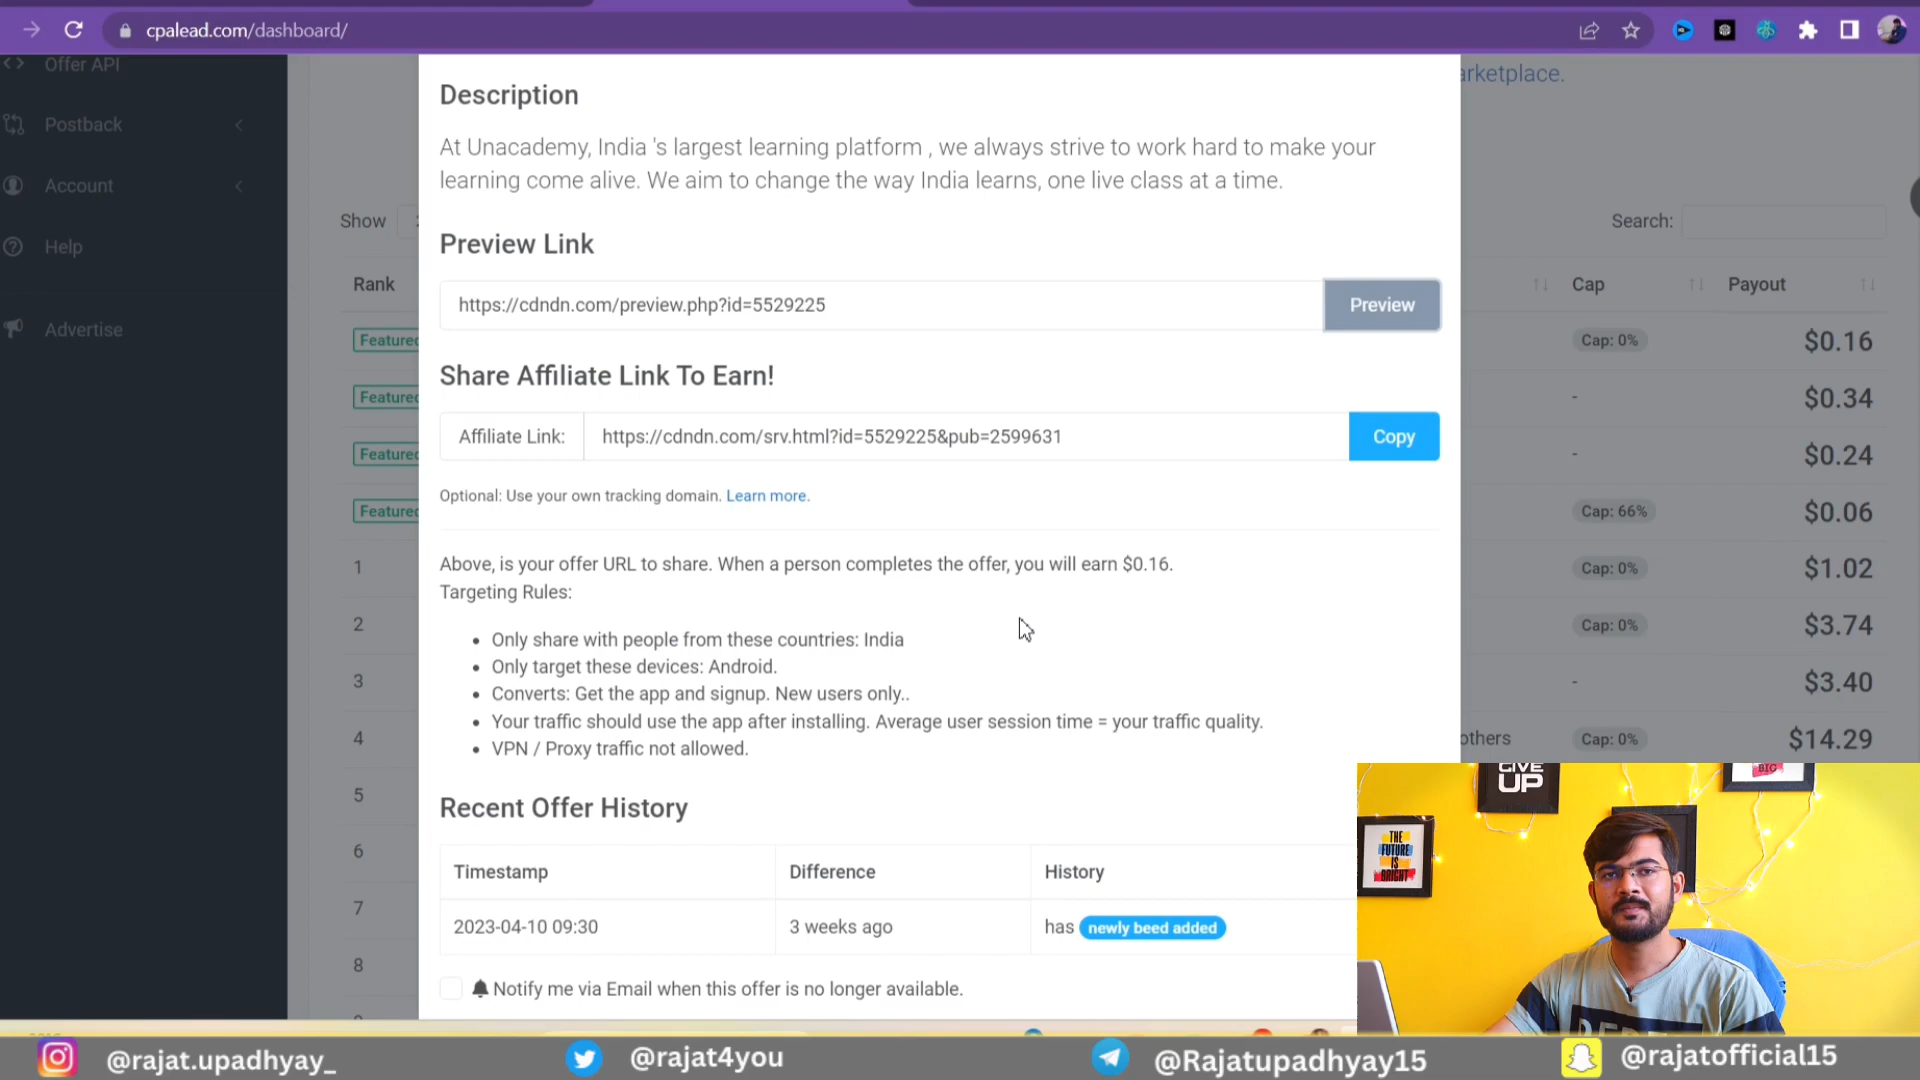 cpalead.com/dashboard/
Offer API
Postback
Account
Help
Advertise
arketplace.
Show
Search:
Rank
Cap
Payout
Featured
Cap: 0%
$0.16
Featured
-
$0.34
Featured
-
$0.24
Featured
Cap: 66%
$0.06
1
Cap: 0%
$1.02
2
Cap: 0%
$3.74
3
-
$3.40
4
others
Cap: 0%
$14.29
5
6
7
8
Description
At Unacademy, India 's largest learning platform , we always strive to work hard to make your
learning come alive. We aim to change the way India learns, one live class at a time.
Preview Link
https://cdndn.com/preview.php?id=5529225
Preview
Share Affiliate Link To Earn!
Affiliate Link:
https://cdndn.com/srv.html?id=5529225&pub=2599631
Copy
Optional: Use your own tracking domain. Learn more.
Above, is your offer URL to share. When a person completes the offer, you will earn $0.16.
Targeting Rules:
• Only share with people from these countries: India
• Only target these devices: Android.
• Converts: Get the app and signup. New users only..
• Your traffic should use the app after installing. Average user session time = your traffic quality.
• VPN / Proxy traffic not allowed.
Recent Offer History
Timestamp
Difference
History
2023-04-10 09:30
3 weeks ago
has newly beed added
Notify me via Email when this offer is no longer available.
GIVE
UP
BIG
THE
FUTURE
IS
BRIGHT
@rajat.upadhyay_
@rajat4you
@Rajatupadhyay15
@rajatofficial15